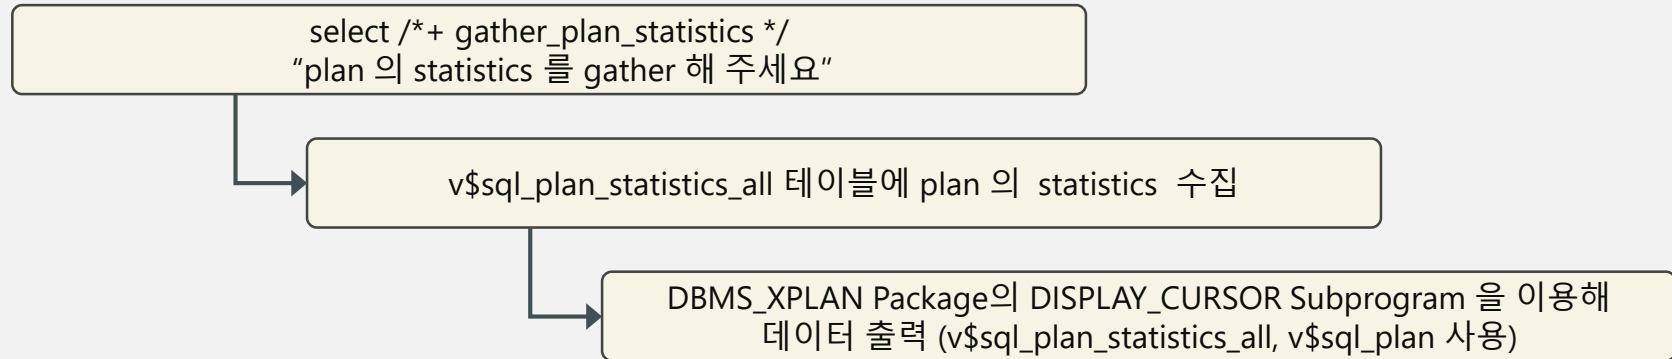 select /*+ gather_plan_statistics */
“plan 의 statistics 를 gather 해 주세요”
v$sql_plan_statistics_all 테이블에 plan 의 statistics 수집
DBMS_XPLAN Package의 DISPLAY_CURSOR Subprogram 을 이용해
데이터 출력 (v$sql_plan_statistics_all, v$sql_plan 사용)